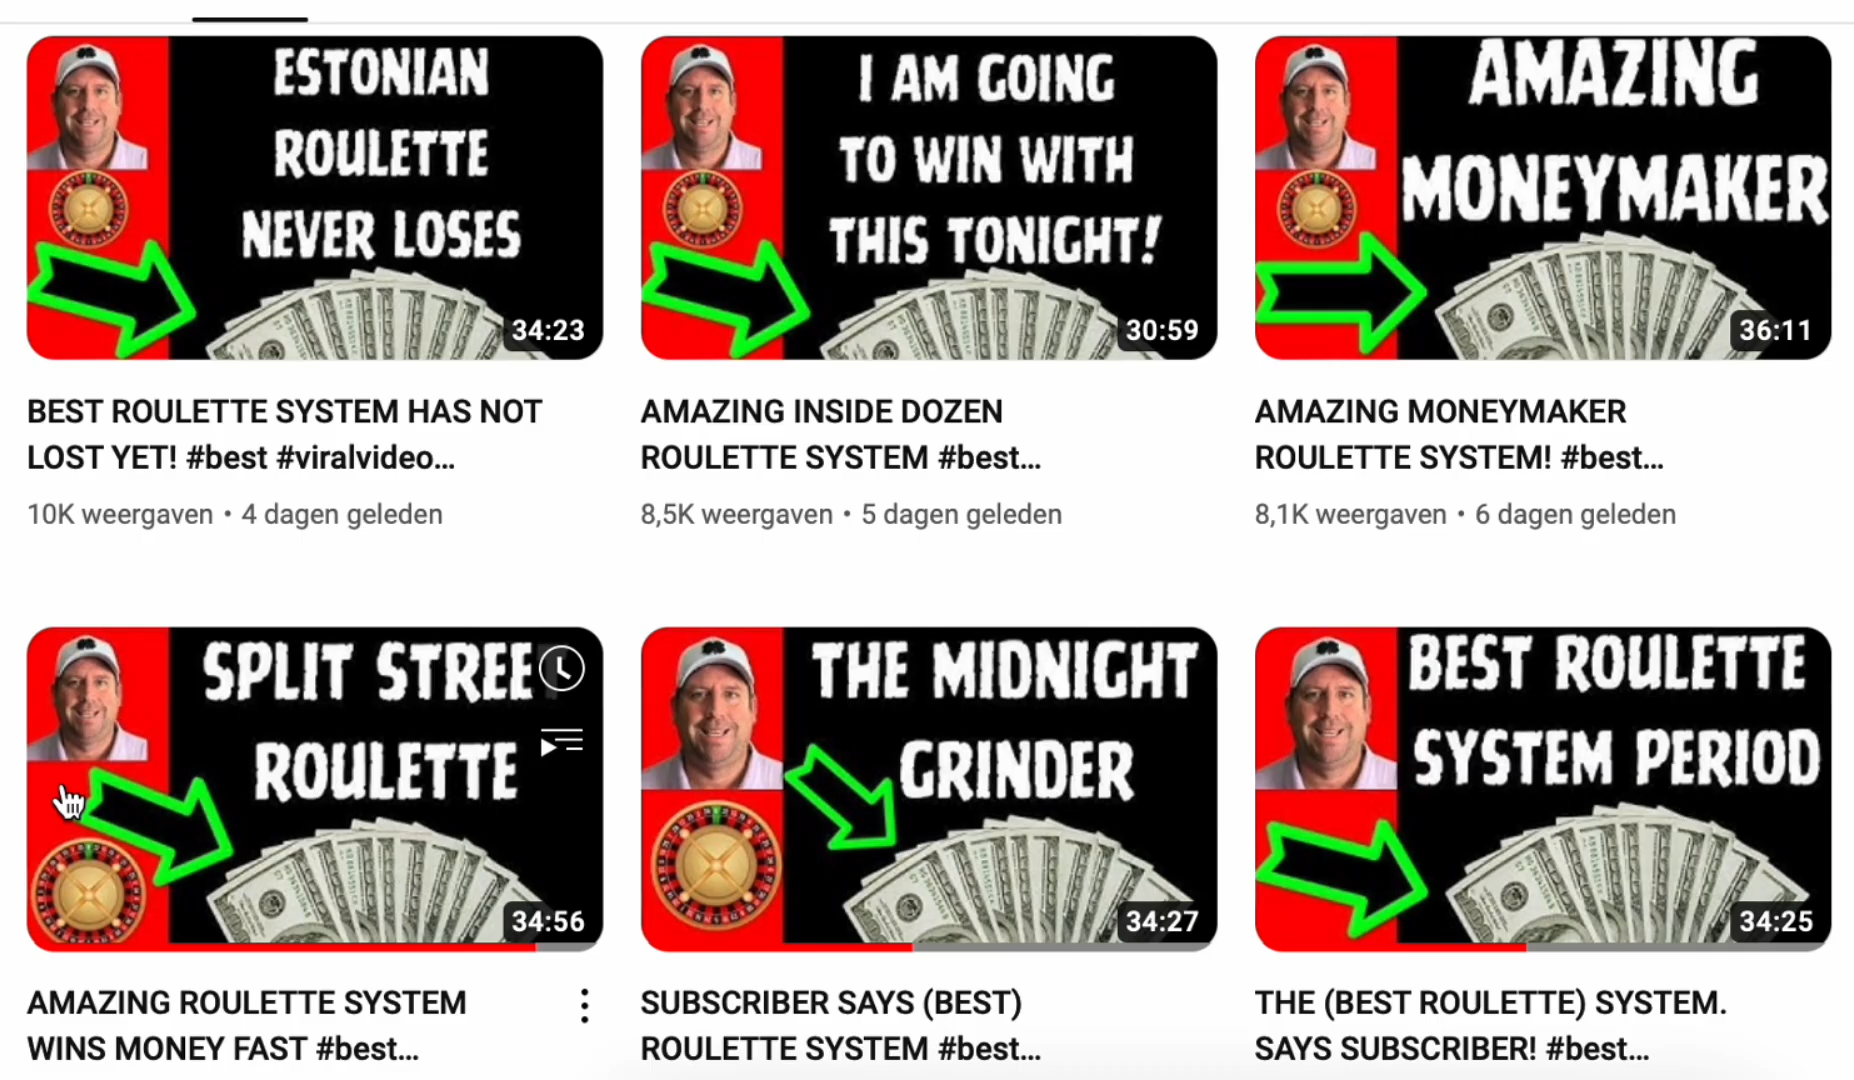 ESTONIAN
ROULETTE
NEVER LOSES
34:23
I AM GOING
TO WIN WITH
THIS TONIGHT!
30:59
AMAZING
MONEYMAKER
36:11
BEST ROULETTE SYSTEM HAS NOT
LOST YET! #best #viralvideo...
10K weergaven • 4 dagen geleden
AMAZING INSIDE DOZEN
ROULETTE SYSTEM #best...
8,5K weergaven • 5 dagen geleden
AMAZING MONEYMAKER
ROULETTE SYSTEM! #best...
8,1K weergaven • 6 dagen geleden
SPLIT STREE
ROULETTE
34:56
THE MIDNIGHT
GRINDER
34:27
BEST ROULETTE
SYSTEM PERIOD
34:25
AMAZING ROULETTE SYSTEM
WINS MONEY FAST #best...
SUBSCRIBER SAYS (BEST)
ROULETTE SYSTEM #best...
THE (BEST ROULETTE) SYSTEM.
SAYS SUBSCRIBER! #best...